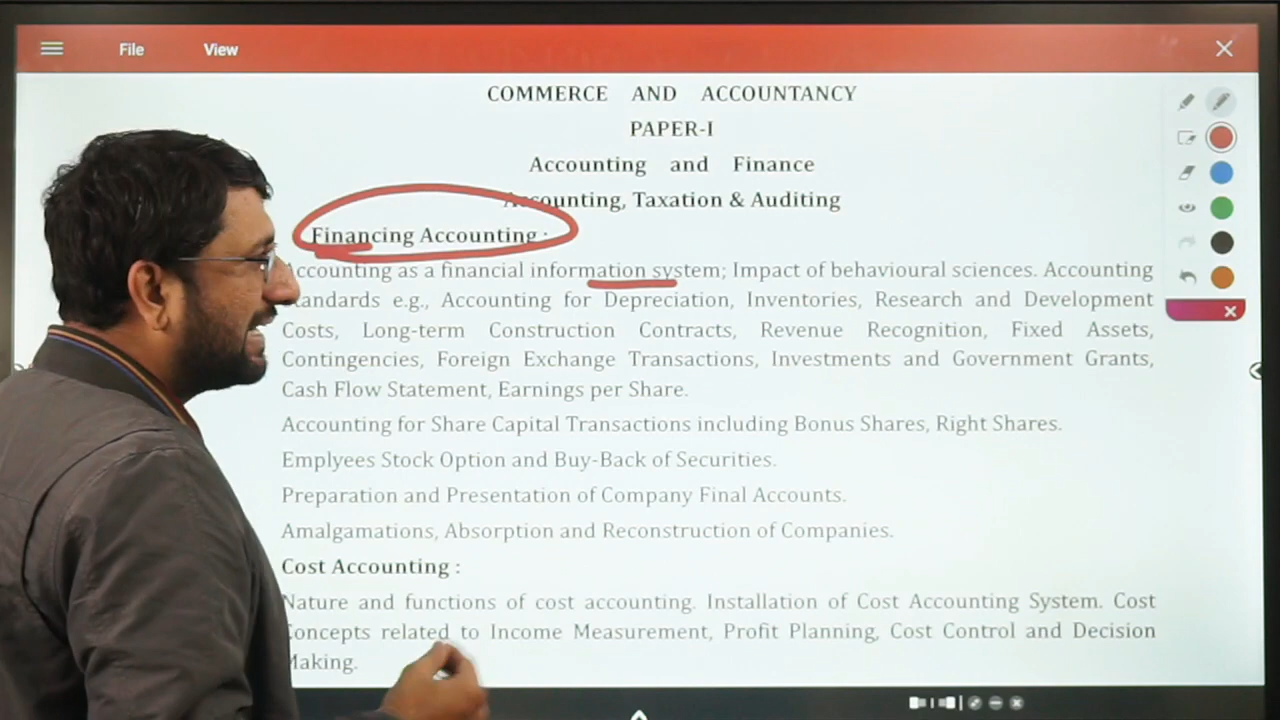 File View
COMMERCE AND ACCOUNTANCY
PAPER-I
Accounting and Finance
Accounting, Taxation & Auditing
Financing Accounting :
Accounting as a financial information system; Impact of behavioural sciences. Accounting
Standards e.g., Accounting for Depreciation, Inventories, Research and Development
Costs, Long-term Construction Contracts, Revenue Recognition, Fixed Assets,
Contingencies, Foreign Exchange Transactions, Investments and Government Grants,
Cash Flow Statement, Earnings per Share.
Accounting for Share Capital Transactions including Bonus Shares, Right Shares.
Emplyees Stock Option and Buy-Back of Securities.
Preparation and Presentation of Company Final Accounts.
Amalgamations, Absorption and Reconstruction of Companies.
Cost Accounting :
Nature and functions of cost accounting. Installation of Cost Accounting System. Cost
Concepts related to Income Measurement, Profit Planning, Cost Control and Decision
Making.